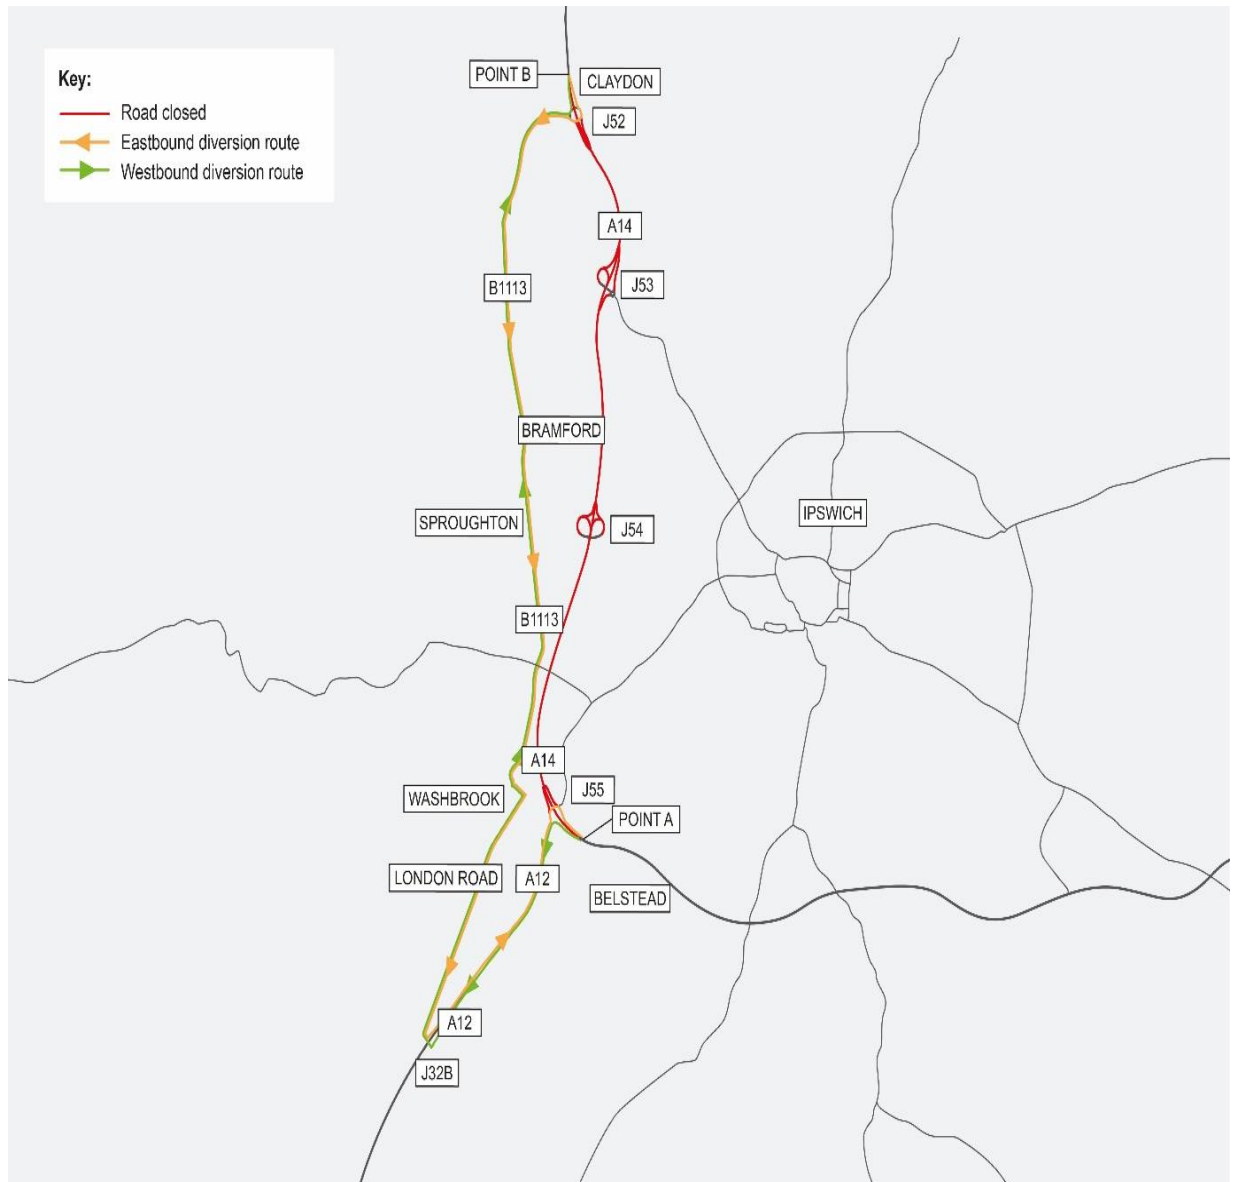 Key:
Road closed
Eastbound diversion route
Westbound diversion route
POINT B
CLAYDON
J52
A14
J53
B1113
BRAMFORD
SPROUGHTON
J54
IPSWICH
B1113
A14
J55
WASHBROOK
POINT A
LONDON ROAD
A12
BELSTEAD
A12
J32B